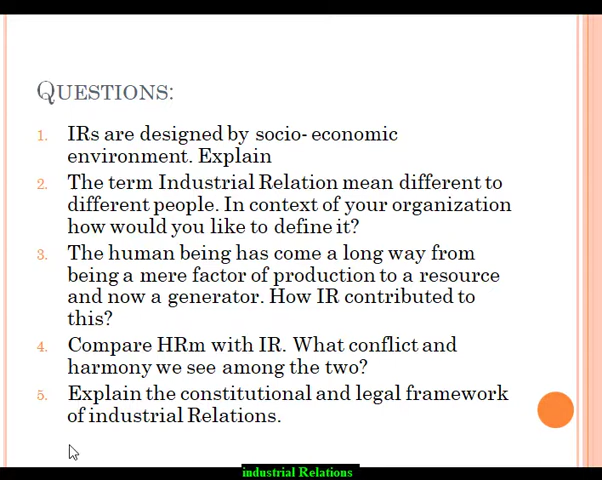 QUESTIONS:
1. IRs are designed by socio- economic
environment. Explain
2. The term Industrial Relation mean different to
different people. In context of your organization
how would you like to define it?
3. The human being has come a long way from
being a mere factor of production to a resource
and now a generator. How IR contributed to
this?
4. Compare HRm with IR. What conflict and
harmony we see among the two?
5. Explain the constitutional and legal framework
of industrial Relations.
industrial Relations